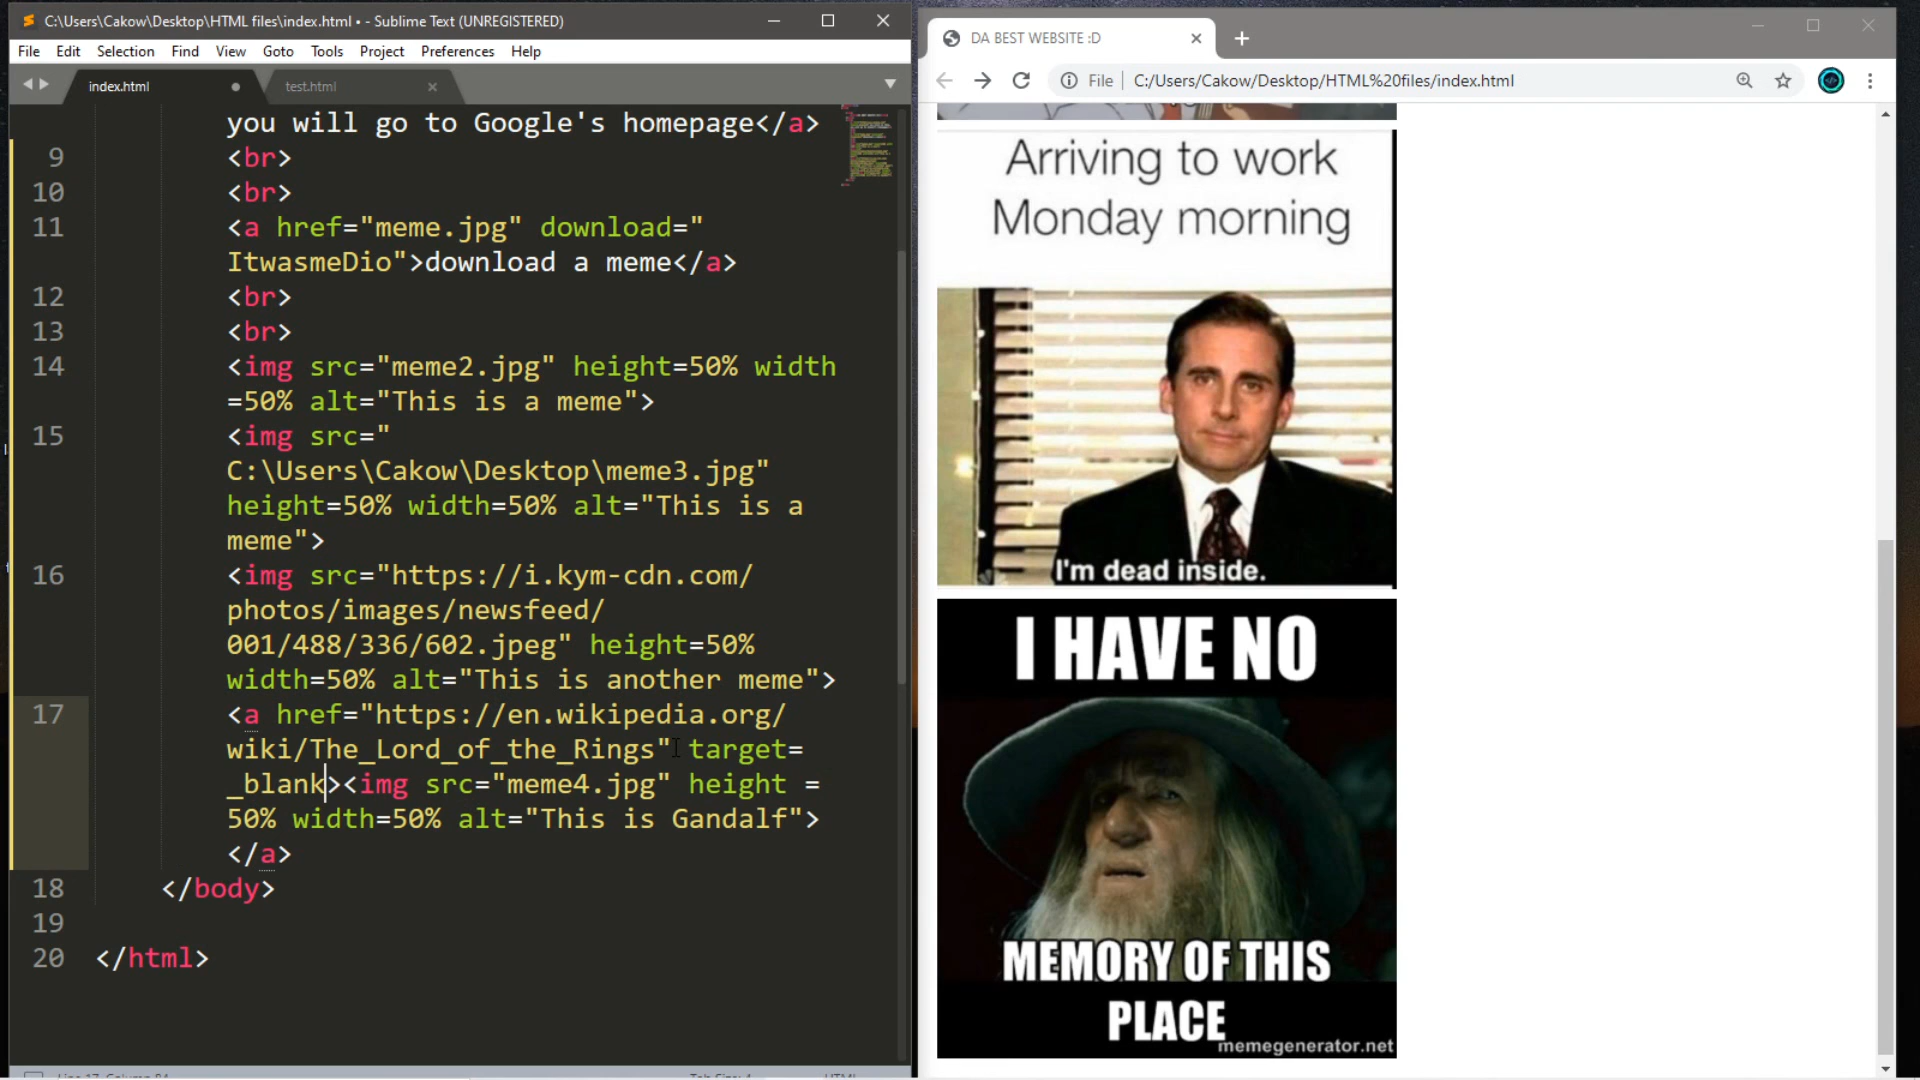 C:\Users\Cakow\Desktop\HTML files\index.html • - Sublime Text (UNREGISTERED)
File Edit Selection Find View Goto Tools Project Preferences Help
index.html test.html
you will go to Google's homepage</a>
9 <br>
10 <br>
11 <a href="meme.jpg" download="
ItwasmeDio">download a meme</a>
12 <br>
13 <br>
14 <img src="meme2.jpg" height=50% width
=50% alt="This is a meme">
15 <img src="
C:\Users\Cakow\Desktop\meme3.jpg"
height=50% width=50% alt="This is a
meme">
16 <img src="https://i.kym-cdn.com/
photos/images/newsfeed/
001/488/336/602.jpeg" height=50%
width=50% alt="This is another meme">
17 <a href="https://en.wikipedia.org/
wiki/The_Lord_of_the_Rings" target=
_blank><img src="meme4.jpg" height =
50% width=50% alt="This is Gandalf">
</a>
18 </body>
19
20 </html>
DA BEST WEBSITE :D
File C:/Users/Cakow/Desktop/HTML%20files/index.html
Arriving to work
Monday morning
I'm dead inside.
I HAVE NO
MEMORY OF THIS
PLACE
memegenerator.net